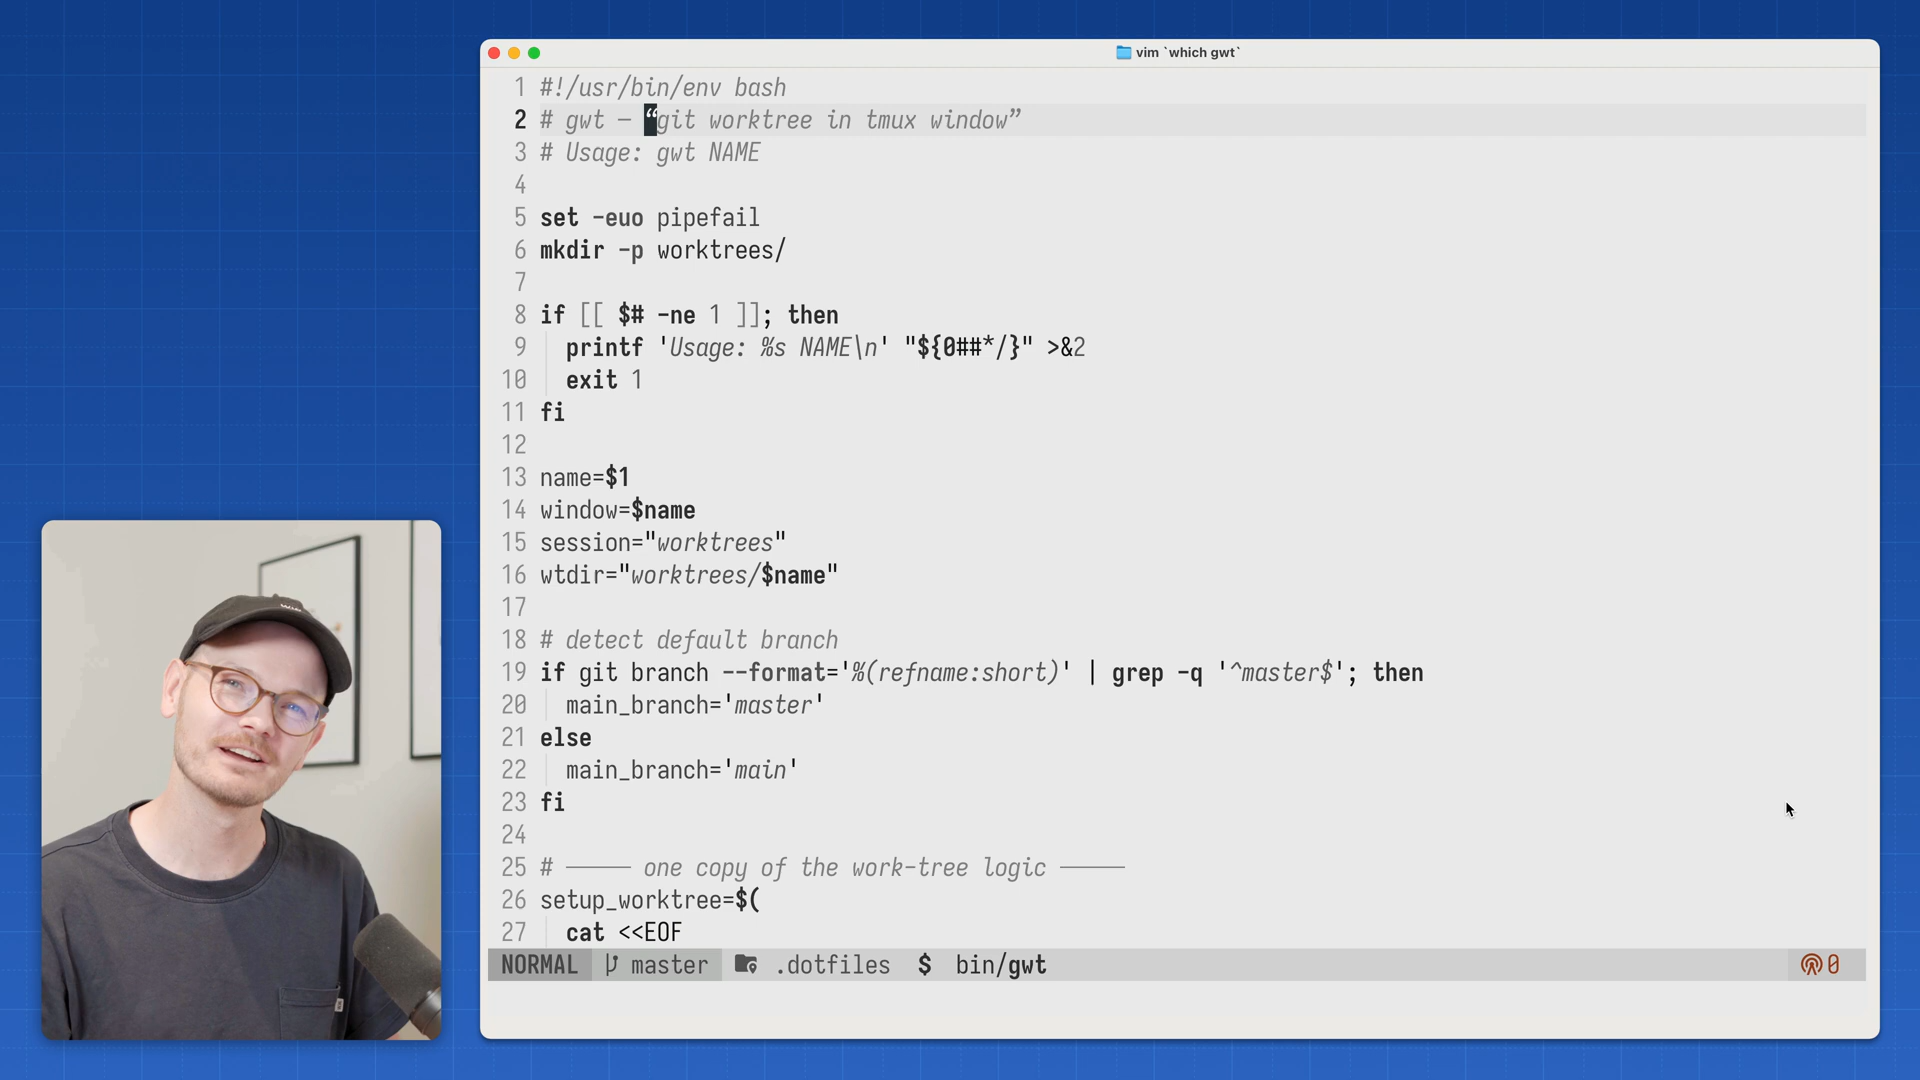 vim `which gwt`
1 #!/usr/bin/env bash
2 # gwt – “git worktree in tmux window”
3 # Usage: gwt NAME
4
5 set -euo pipefail
6 mkdir -p worktrees/
7
8 if [[ $# -ne 1 ]]; then
9 printf 'Usage: %s NAME\n' "${0##*/}" >&2
10 exit 1
11 fi
12
13 name=$1
14 window=$name
15 session="worktrees"
16 wtdir="worktrees/$name"
17
18 # detect default branch
19 if git branch --format='%(refname:short)' | grep -q '^master$'; then
20 main_branch='master'
21 else
22 main_branch='main'
23 fi
24
25 # ───── one copy of the work-tree logic ─────
26 setup_worktree=$(
27 cat <<EOF
NORMAL master .dotfiles $ bin/gwt 0